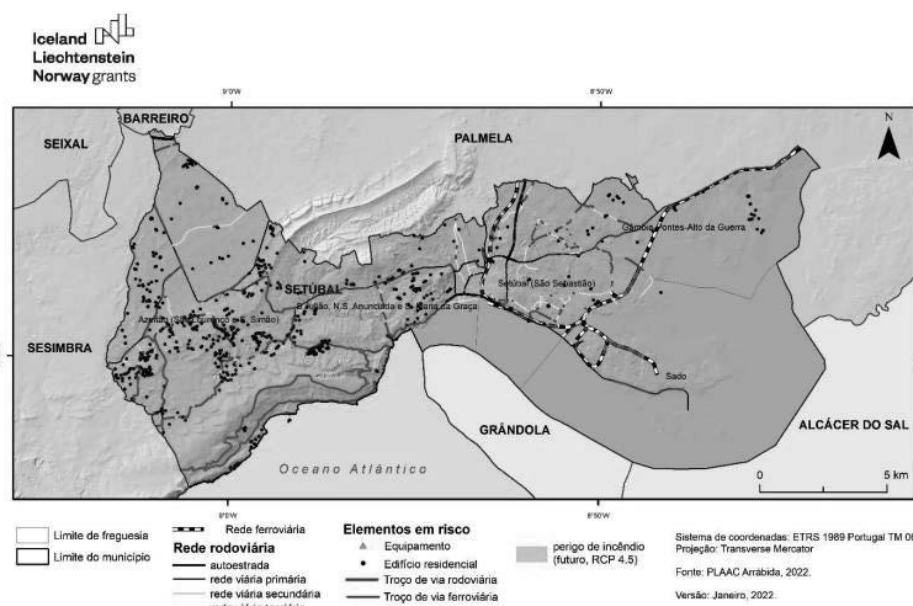 Iceland
Liechtenstein
Norway grants
9°0'W
8°50'W
BARREIRO
SEIXAL
PALMELA
N
Gâmbia-Pontes-Alto da Guerra
SETÚBAL
Setúbal (São Sebastião)
S. Julião, N.S. Anunciada e S. Maria da Graça
Azeitão (São Lourenço e S. Simão)
SESIMBRA
Sado
GRÂNDOLA
ALCÁCER DO SAL
Oceano Atlântico
0 5 km
9°0'W
8°50'W
Limite de freguesia
Limite do município
Rede ferroviária
Rede rodoviária
autoestrada
rede viária primária
rede viária secundária
Elementos em risco
Equipamento
Edifício residencial
Troço de via rodoviária
Troço de via ferroviária
perigo de incêndio
(futuro, RCP 4.5)
Sistema de coordenadas: ETRS 1989 Portugal TM 06
Projeção: Transverse Mercator
Fonte: PLAAC Arrábida, 2022.
Versão: Janeiro, 2022.